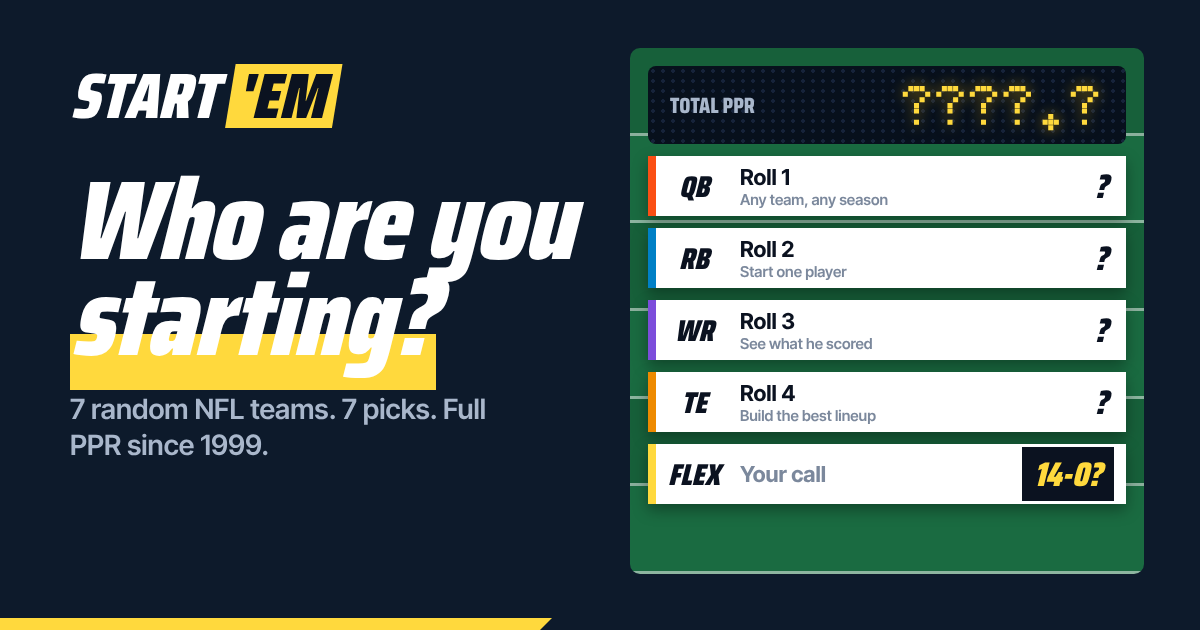 START 'EM
Who are you
starting?
7 random NFL teams. 7 picks. Full
PPR since 1999.
TOTAL PPR ????.?
QB Roll 1 ?
Any team, any season
RB Roll 2 ?
Start one player
WR Roll 3 ?
See what he scored
TE Roll 4 ?
Build the best lineup
FLEX Your call 14-0?